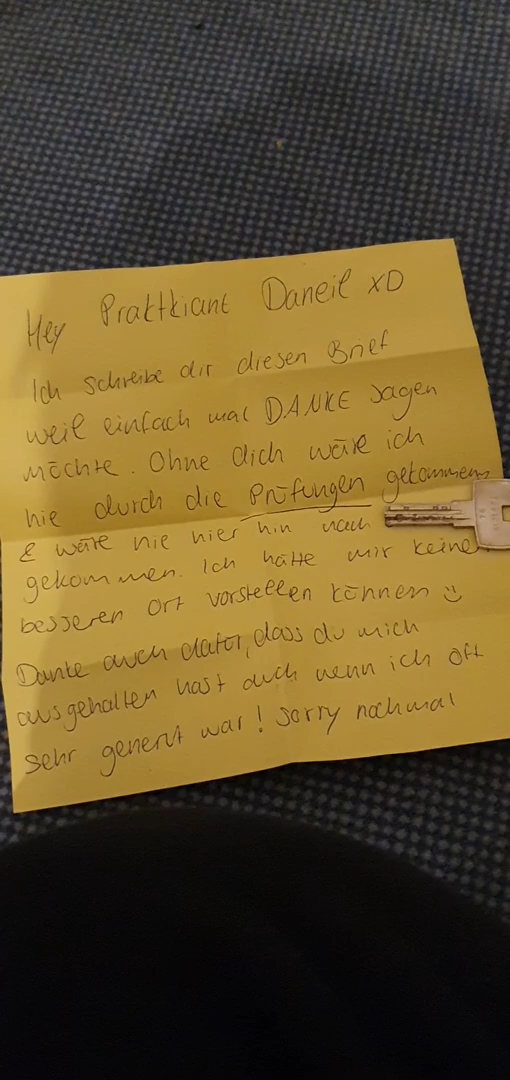 Hey Praktkiant Daneil xD
Ich schreibe dir diesen Brief
weil einfach mal DANKE sagen
möchte. Ohne dich wäre ich
nie durch die Prüfungen gekommen
& wäre nie hier hin nach
gekommen. Ich hätte mir keinen
besseren Ort vorstellen können ☺
Danke auch dafür, dass du mich
ausgehalten hast auch wenn ich oft
sehr genervt war! Sorry nochmal